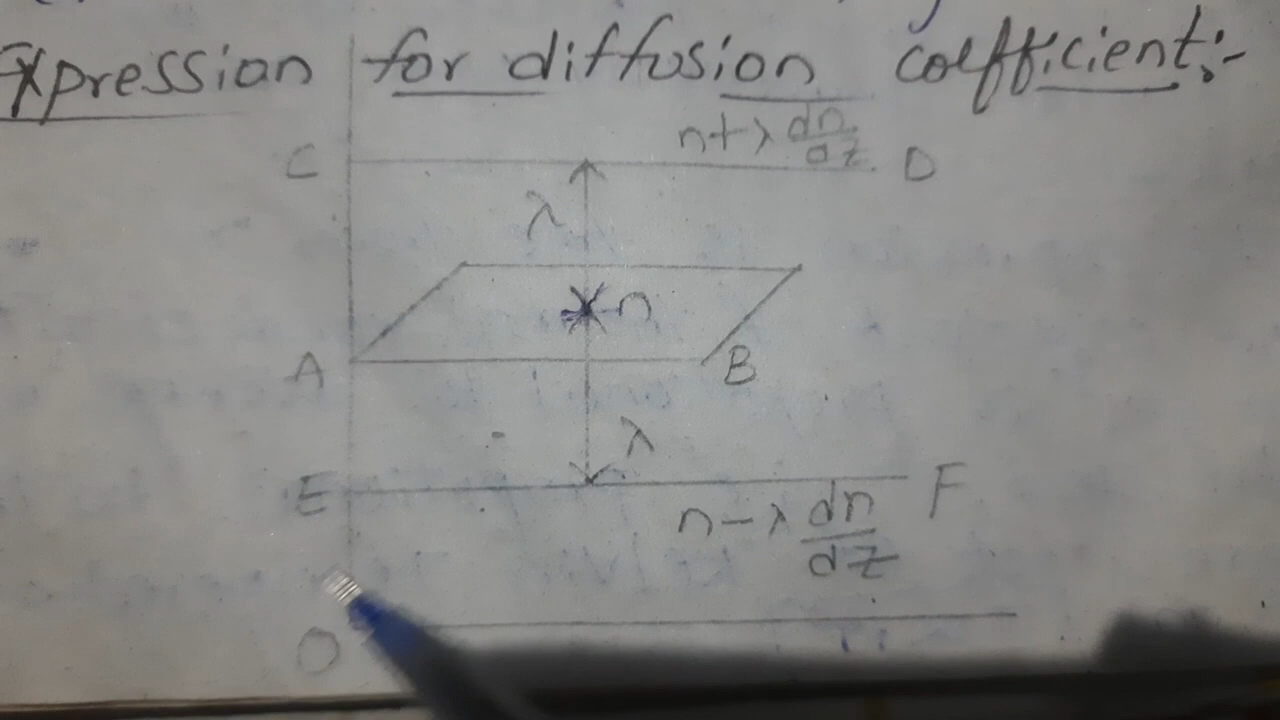 Expression for diffusion coefficient:-
n+λ dn/dz
C D
λ
n
A B
λ
E F
n-λ dn/dz
O